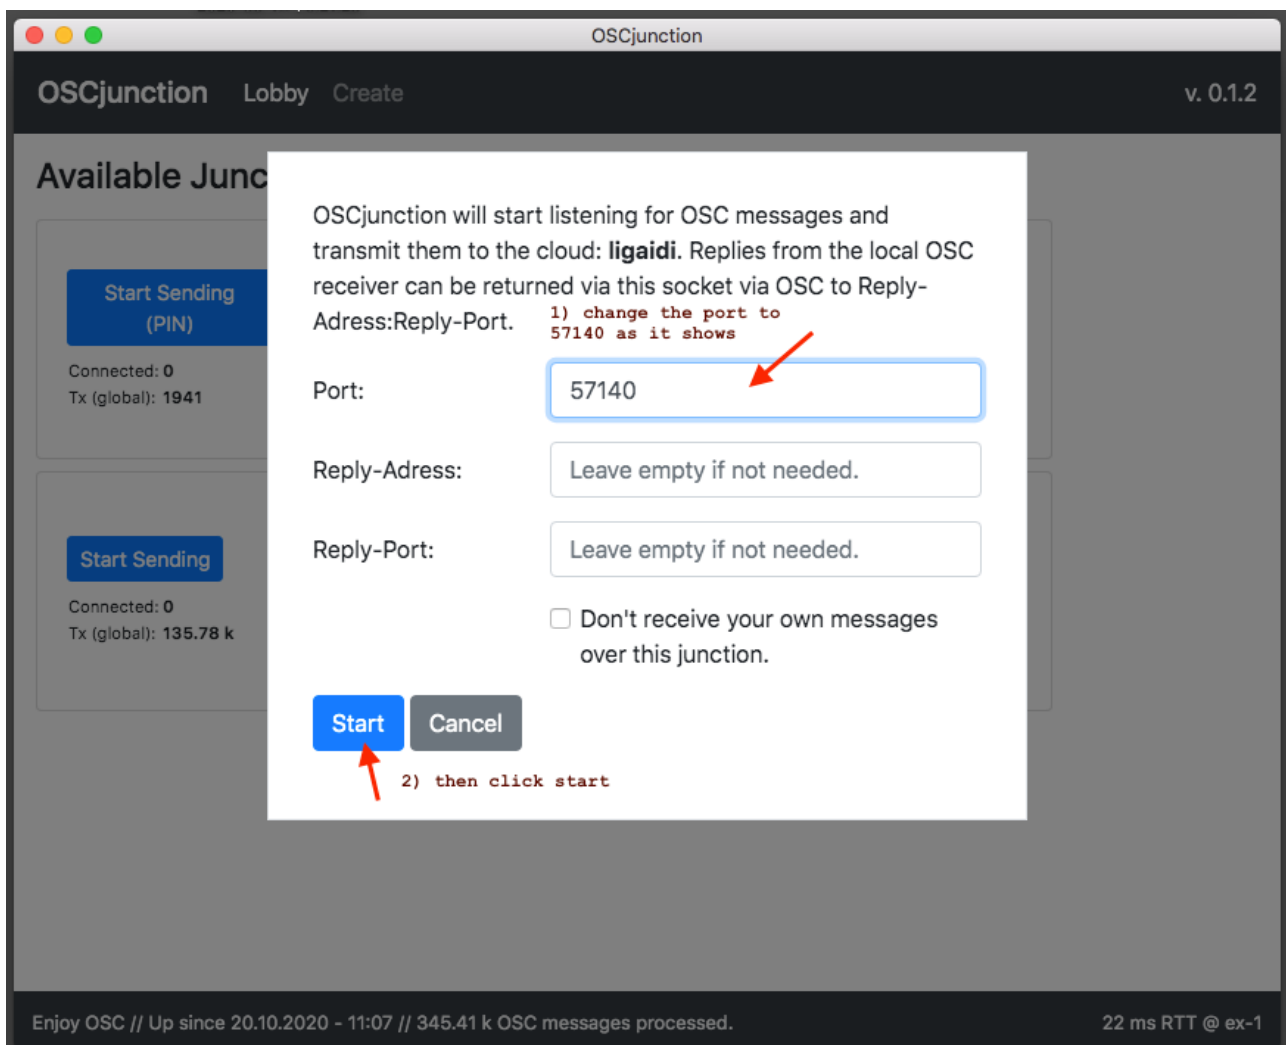 OSCjunction
OSCjunction Lobby Create v. 0.1.2
Available Junc
OSCjunction will start listening for OSC messages and
transmit them to the cloud: ligaidi. Replies from the local OSC
receiver can be returned via this socket via OSC to Reply-
Adress:Reply-Port.
1) change the port to
57140 as it shows
Start Sending
(PIN)
Connected: 0
Tx (global): 1941
Port: 57140
Reply-Adress: Leave empty if not needed.
Reply-Port: Leave empty if not needed.
Start Sending
Connected: 0
Tx (global): 135.78 k
Don't receive your own messages
over this junction.
Start Cancel
2) then click start
Enjoy OSC // Up since 20.10.2020 - 11:07 // 345.41 k OSC messages processed. 22 ms RTT @ ex-1